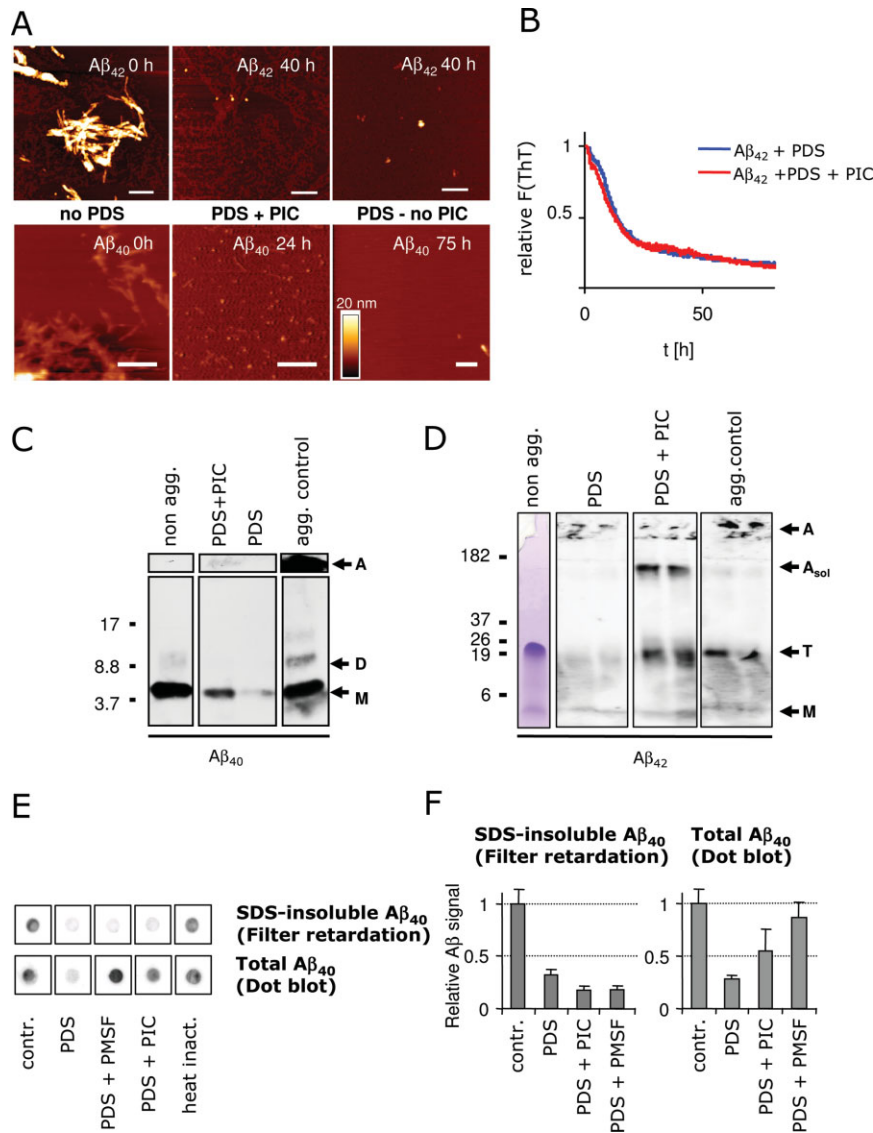 A
Aβ42 0 h
Aβ42 40 h
Aβ42 40 h
no PDS
PDS + PIC
PDS - no PIC
Aβ40 0h
Aβ40 24 h
Aβ40 75 h
20 nm
B
relative F(ThT)
1
0.5
0
50
t [h]
Aβ42 + PDS
Aβ42 +PDS + PIC
C
non agg.
PDS+PIC
PDS
agg. control
A
17
8.8
3.7
D
M
Aβ40
D
non agg.
PDS
PDS + PIC
agg.contol
182
37
26
19
6
A
Asol
T
M
Aβ42
E
SDS-insoluble Aβ40
(Filter retardation)
Total Aβ40
(Dot blot)
contr.
PDS
PDS + PMSF
PDS + PIC
heat inact.
F
SDS-insoluble Aβ40
(Filter retardation)
Relative Aβ signal
1
0.5
0
contr.
PDS
PDS + PIC
PDS + PMSF
Total Aβ40
(Dot blot)
1
0.5
0
contr.
PDS
PDS + PIC
PDS + PMSF